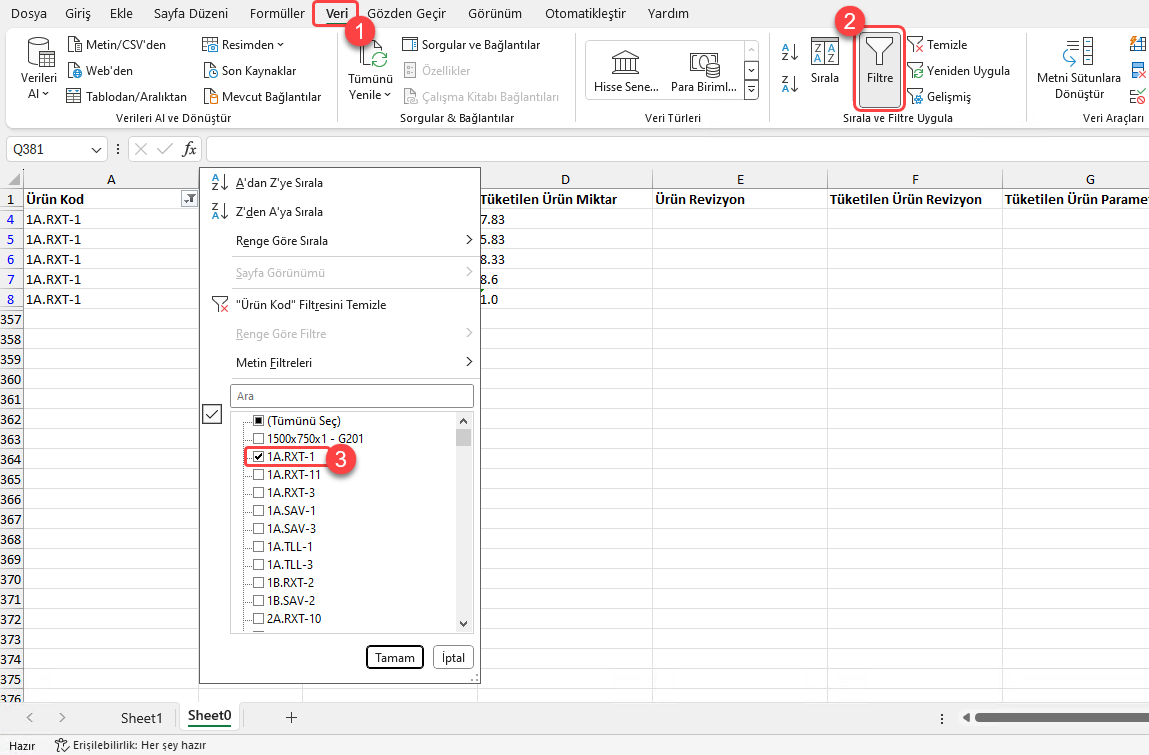 Dosya Giriş Ekle Sayfa Düzeni Formüller Veri Gözden Geçir Görünüm Otomatikleştir Yardım
1
2
Verileri Al
Metin/CSV'den
Web'den
Tablodan/Aralıktan
Resimden
Son Kaynaklar
Mevcut Bağlantılar
Verileri Al ve Dönüştür
Tümünü Yenile
Sorgular ve Bağlantılar
Özellikler
Çalışma Kitabı Bağlantıları
Sorgular & Bağlantılar
Hisse Sene...
Para Biriml...
Veri Türleri
Sırala
Filtre
Temizle
Yeniden Uygula
Gelişmiş
Sırala ve Filtre Uygula
Metni Sütunlara Dönüştür
Veri Araçları
Q381
fx
A D E F G
1 Ürün Kod Tüketilen Ürün Miktar Ürün Revizyon Tüketilen Ürün Revizyon
4 1A.RXT-1 7.83
5 1A.RXT-1 5.83
6 1A.RXT-1 8.33
7 1A.RXT-1 8.6
8 1A.RXT-1 1.0
357
358
359
360
361
362
363
364
365
366
367
368
369
370
371
372
373
374
375
376
A'dan Z'ye Sırala
Z'den A'ya Sırala
Renge Göre Sırala
Sayfa Görünümü
"Ürün Kod" Filtresini Temizle
Renge Göre Filtre
Metin Filtreleri
Ara
(Tümünü Seç)
1500x750x1 - G201
1A.RXT-1
3
1A.RXT-11
1A.RXT-3
1A.SAV-1
1A.SAV-3
1A.TLL-1
1A.TLL-3
1B.RXT-2
1B.SAV-2
2A.RXT-10
Tamam İptal
Sheet1 Sheet0
Hazır Erişilebilirlik: Her şey hazır